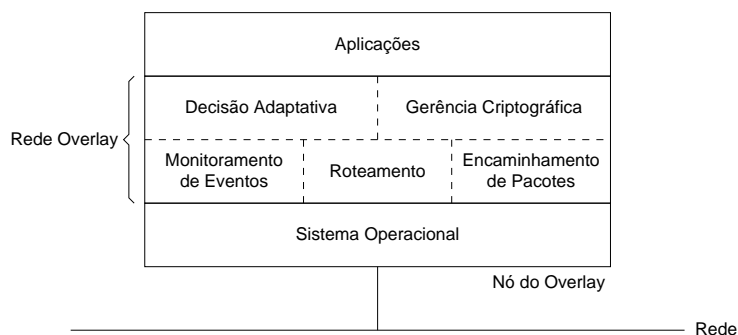 Aplicações
Decisão Adaptativa
Gerência Criptográfica
Rede Overlay
Monitoramento
de Eventos
Roteamento
Encaminhamento
de Pacotes
Sistema Operacional
Nó do Overlay
Rede